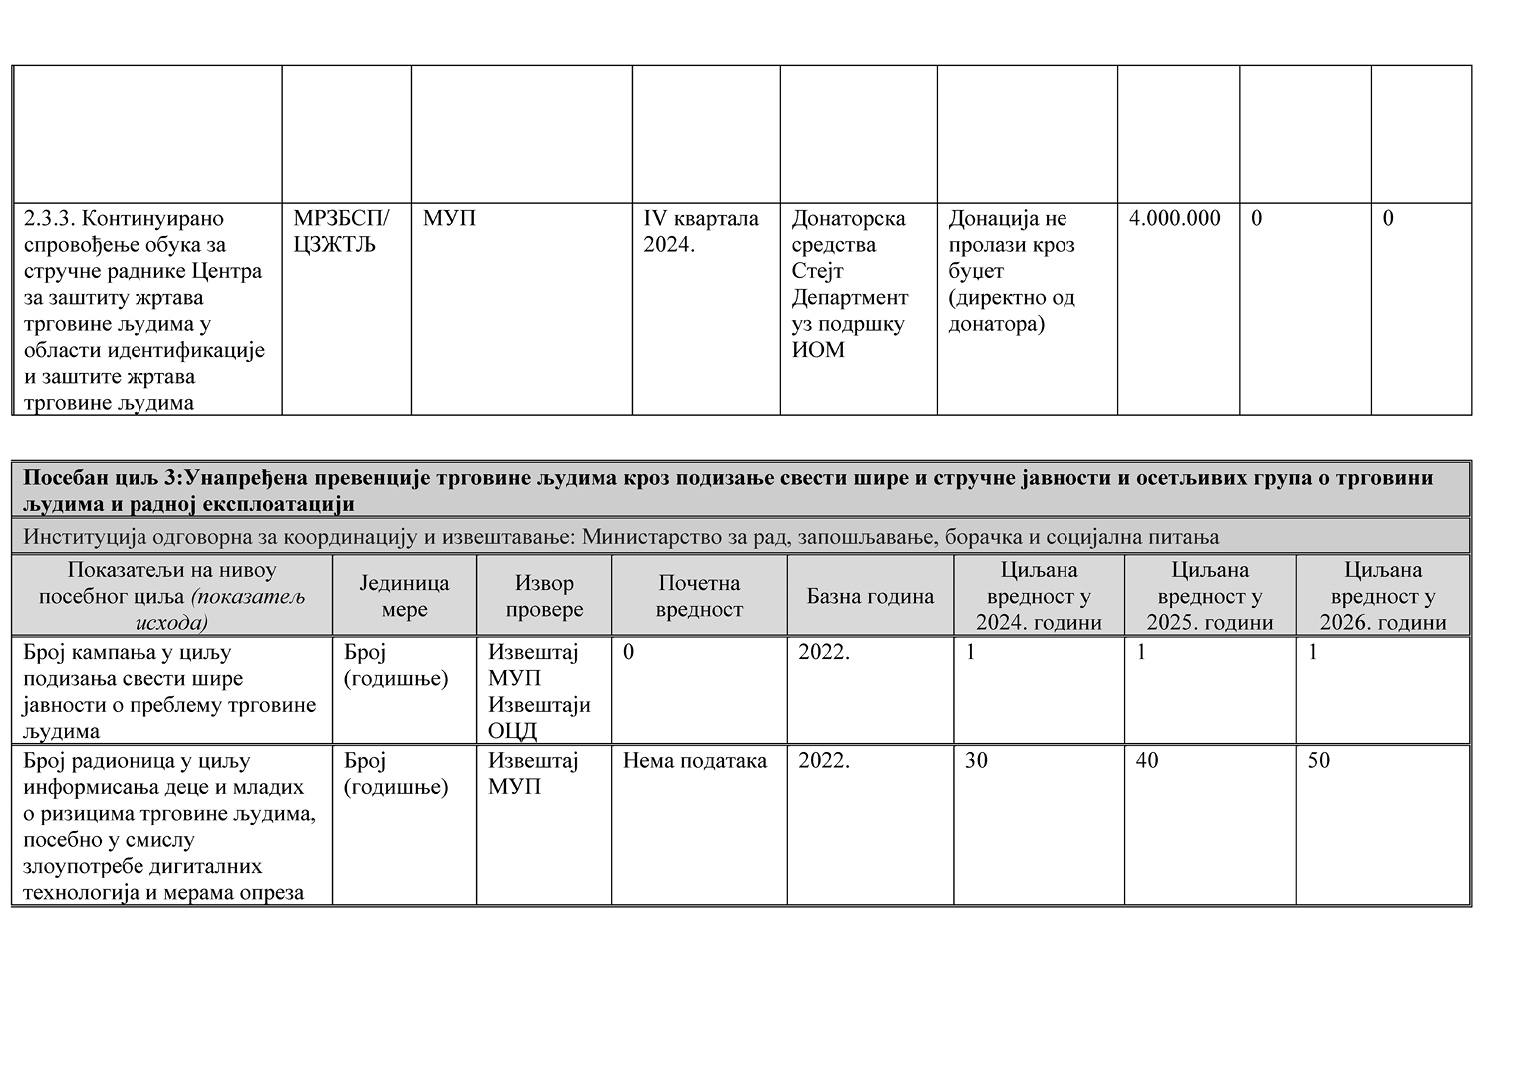 2.3.3. Континуирано
спровођење обука за
стручне раднике Центра
за заштиту жртава
трговине људима у
области идентификације
и заштите жртава
трговине људима
МРЗБСП/
ЦЗЖТЉ
МУП
IV квартала
2024.
Донаторска
средства
Стејт
Департмент
уз подршку
ИОМ
Донација не
пролази кроз
буџет
(директно од
донатора)
4.000.000
0
0
Посебан циљ 3:Унапређена превенције трговине људима кроз подизање свести шире и стручне јавности и осетљивих група о трговини
људима и радној експлоатацији
Институција одговорна за координацију и извештавање: Министарство за рад, запошљавање, борачка и социјална питања
Показатељи на нивоу
посебног циља (показатељ
исхода)
Јединица
мере
Извор
провере
Почетна
вредност
Базна година
Циљана
вредност у
2024. години
Циљана
вредност у
2025. години
Циљана
вредност у
2026. години
Број кампања у циљу
подизања свести шире
јавности о преблему трговине
људима
Број
(годишње)
Извештај
МУП
Извештаји
ОЦД
0
2022.
1
1
1
Број радионица у циљу
информисања деце и младих
о ризицима трговине људима,
посебно у смислу
злоупотребе дигиталних
технологија и мерама опреза
Број
(годишње)
Извештај
МУП
Нема података
2022.
30
40
50